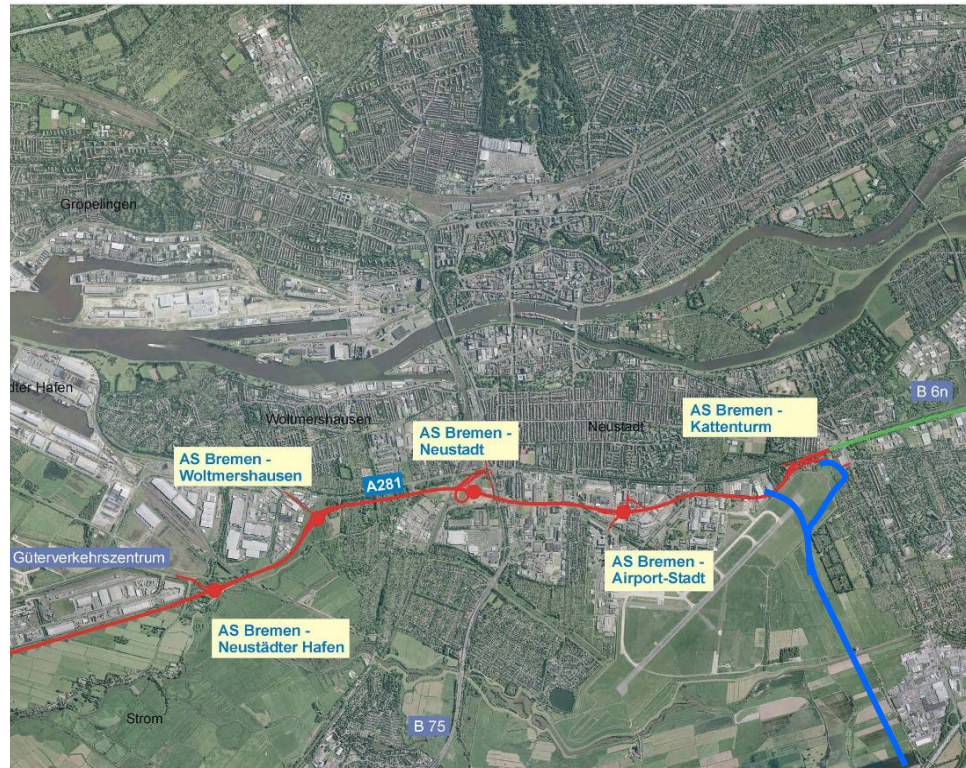 Gröpelingen
dter Hafen
Woltmershausen
Neustadt
B 6n
AS Bremen -
Kattenturm
AS Bremen -
Neustadt
AS Bremen -
Woltmershausen
A281
Güterverkehrszentrum
AS Bremen -
Airport-Stadt
AS Bremen -
Neustädter Hafen
Strom
B 75